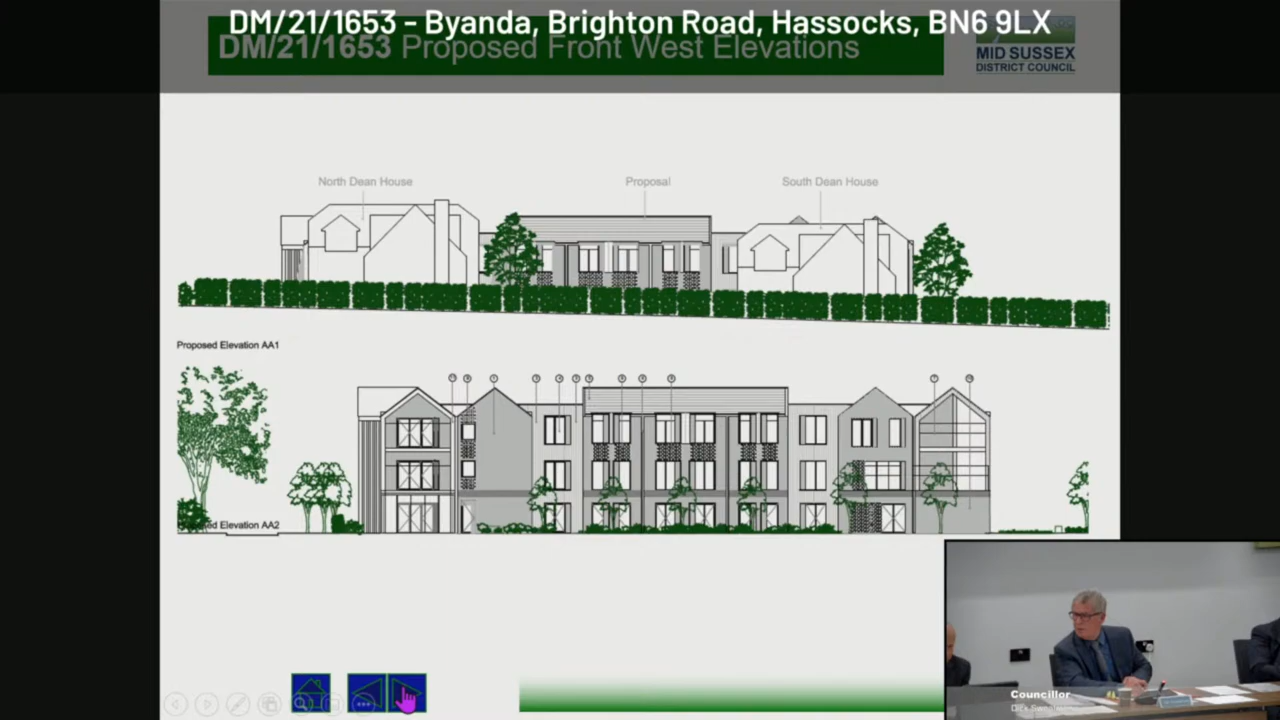 DM/21/1653 - Byanda, Brighton Road, Hassocks, BN6 9LX
DM/21/1653 Proposed Front West Elevations
MID SUSSEX
DISTRICT COUNCIL
North Dean House
Proposal
South Dean House
Proposed Elevation AA1
Elevation AA2
Councillor